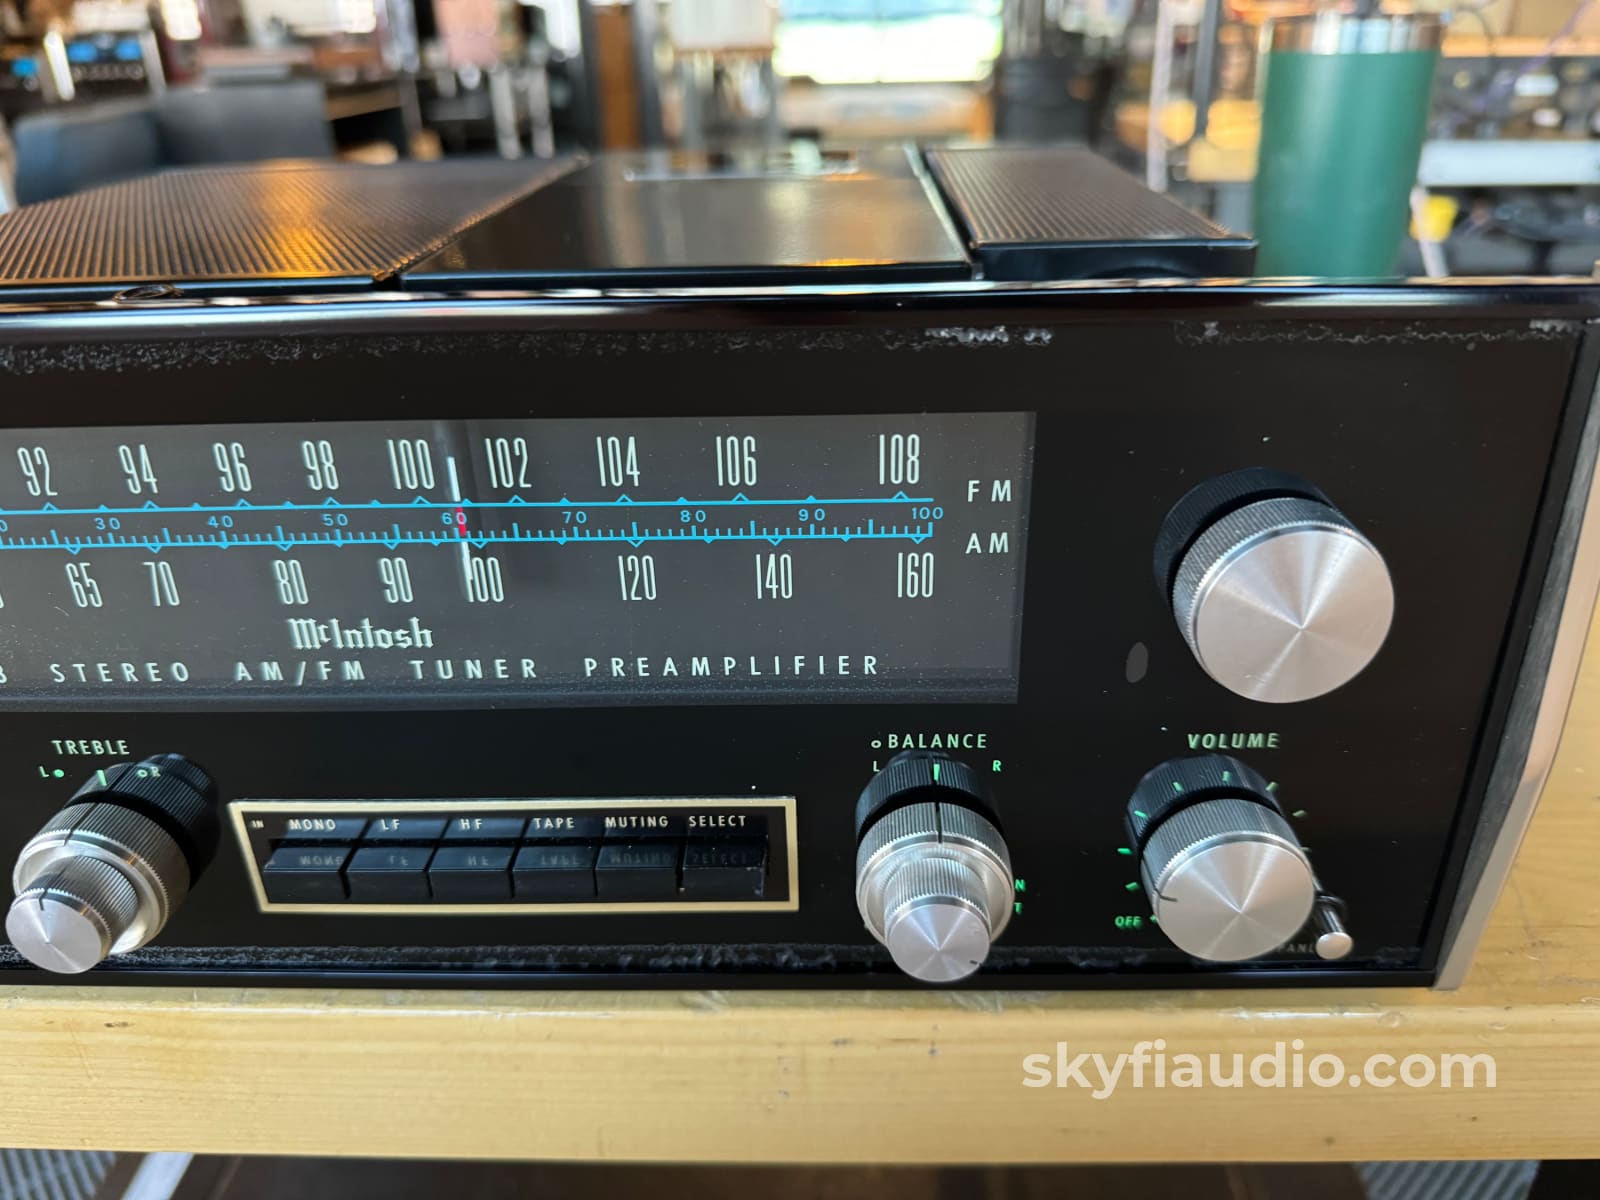 92 94 96 98 100 102 104 106 108 FM
0 30 40 50 60 70 80 90 100
AM
65 70 80 90 100 120 140 160
McIntosh
STEREO AM/FM TUNER PREAMPLIFIER
TREBLE
L R
BALANCE
L R
VOLUME
IN MONO LF HF TAPE MUTING SELECT
OFF
skyfiaudio.com